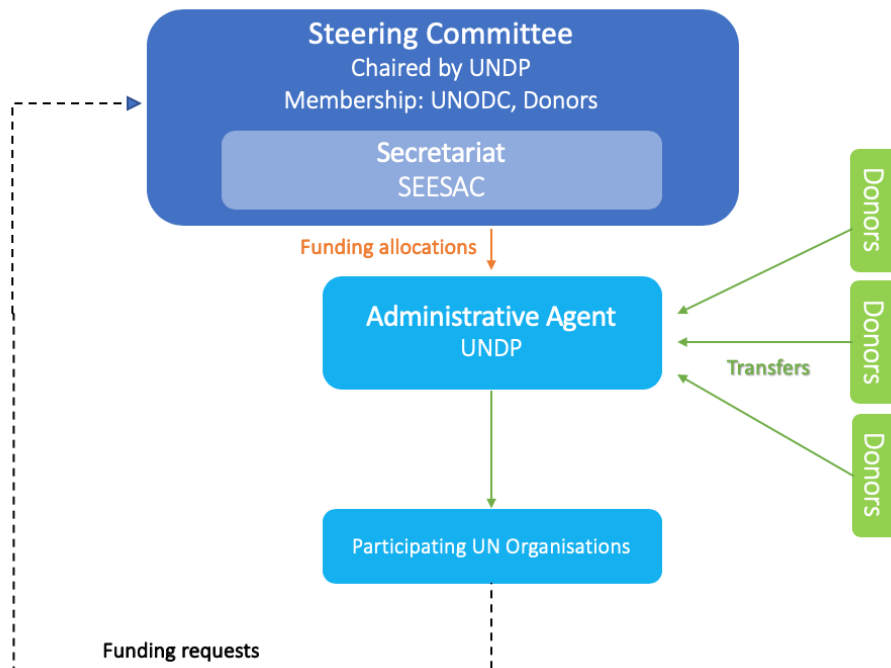 Steering Committee
Chaired by UNDP
Membership: UNODC, Donors
Secretariat
SEESAC
Funding allocations
Administrative Agent
UNDP
Donors
Donors
Transfers
Donors
Participating UN Organisations
Funding requests